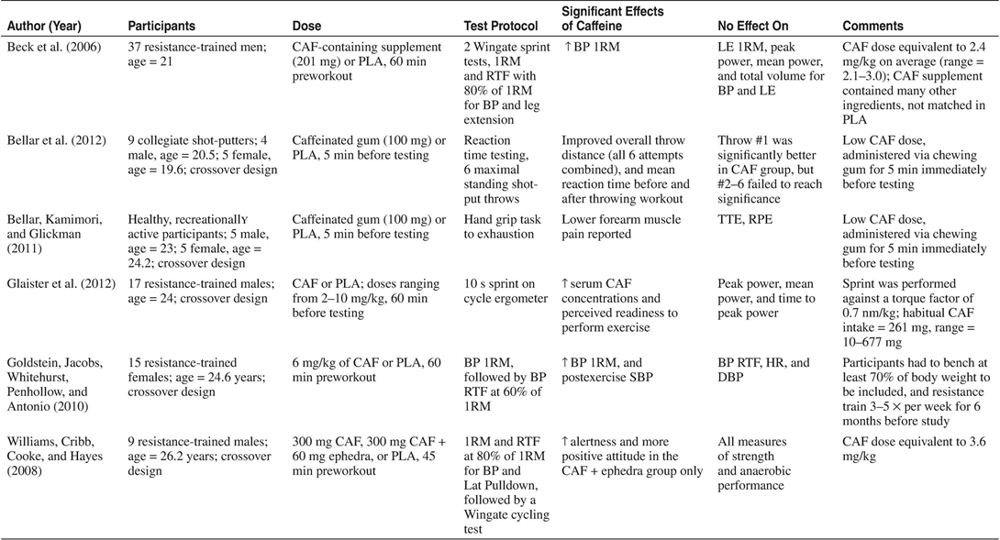 Author (Year) Participants Dose Test Protocol Significant Effects of Caffeine No Effect On Comments
Beck et al. (2006)
37 resistance-trained men;
age = 21
CAF-containing supplement
(201 mg) or PLA, 60 min
preworkout
2 Wingate sprint
tests, 1RM
and RTF with
80% of 1RM
for BP and leg
extension
↑ BP 1RM
LE 1RM, peak
power, mean power,
and total volume for
BP and LE
CAF dose equivalent to 2.4
mg/kg on average (range =
2.1–3.0); CAF supplement
contained many other
ingredients, not matched in
PLA
Bellar et al. (2012)
9 collegiate shot-putters; 4
male, age = 20.5; 5 female,
age = 19.6; crossover design
Caffeinated gum (100 mg) or
PLA, 5 min before testing
Reaction
time testing,
6 maximal
standing shot-
put throws
Improved overall throw
distance (all 6 attempts
combined), and mean
reaction time before and
after throwing workout
Throw #1 was
significantly better
in CAF group, but
#2–6 failed to reach
significance
Low CAF dose,
administered via chewing
gum for 5 min immediately
before testing
Bellar, Kamimori,
and Glickman
(2011)
Healthy, recreationally
active participants; 5 male,
age = 23; 5 female, age =
24.2; crossover design
Caffeinated gum (100 mg) or
PLA, 5 min before testing
Hand grip task
to exhaustion
Lower forearm muscle
pain reported
TTE, RPE
Low CAF dose,
administered via chewing
gum for 5 min immediately
before testing
Glaister et al. (2012)
17 resistance-trained males;
age = 24; crossover design
CAF or PLA; doses ranging
from 2–10 mg/kg, 60 min
before testing
10 s sprint on
cycle ergometer
↑ serum CAF
concentrations and
perceived readiness to
perform exercise
Peak power, mean
power, and time to
peak power
Sprint was performed
against a torque factor of
0.7 nm/kg; habitual CAF
intake = 261 mg, range =
10–677 mg
Goldstein, Jacobs,
Whitehurst,
Penhollow, and
Antonio (2010)
15 resistance-trained
females; age = 24.6 years;
crossover design
6 mg/kg of CAF or PLA, 60
min preworkout
BP 1RM,
followed by BP
RTF at 60% of
1RM
↑ BP 1RM, and
postexercise SBP
BP RTF, HR, and
DBP
Participants had to bench at
least 70% of body weight to
be included, and resistance
train 3–5 × per week for 6
months before study
Williams, Cribb,
Cooke, and Hayes
(2008)
9 resistance-trained males;
age = 26.2 years; crossover
design
300 mg CAF, 300 mg CAF +
60 mg ephedra, or PLA, 45
min preworkout
1RM and RTF
at 80% of 1RM
for BP and
Lat Pulldown,
followed by a
Wingate cycling
test
↑ alertness and more
positive attitude in the
CAF + ephedra group only
All measures
of strength
and anaerobic
performance
CAF dose equivalent to 3.6
mg/kg